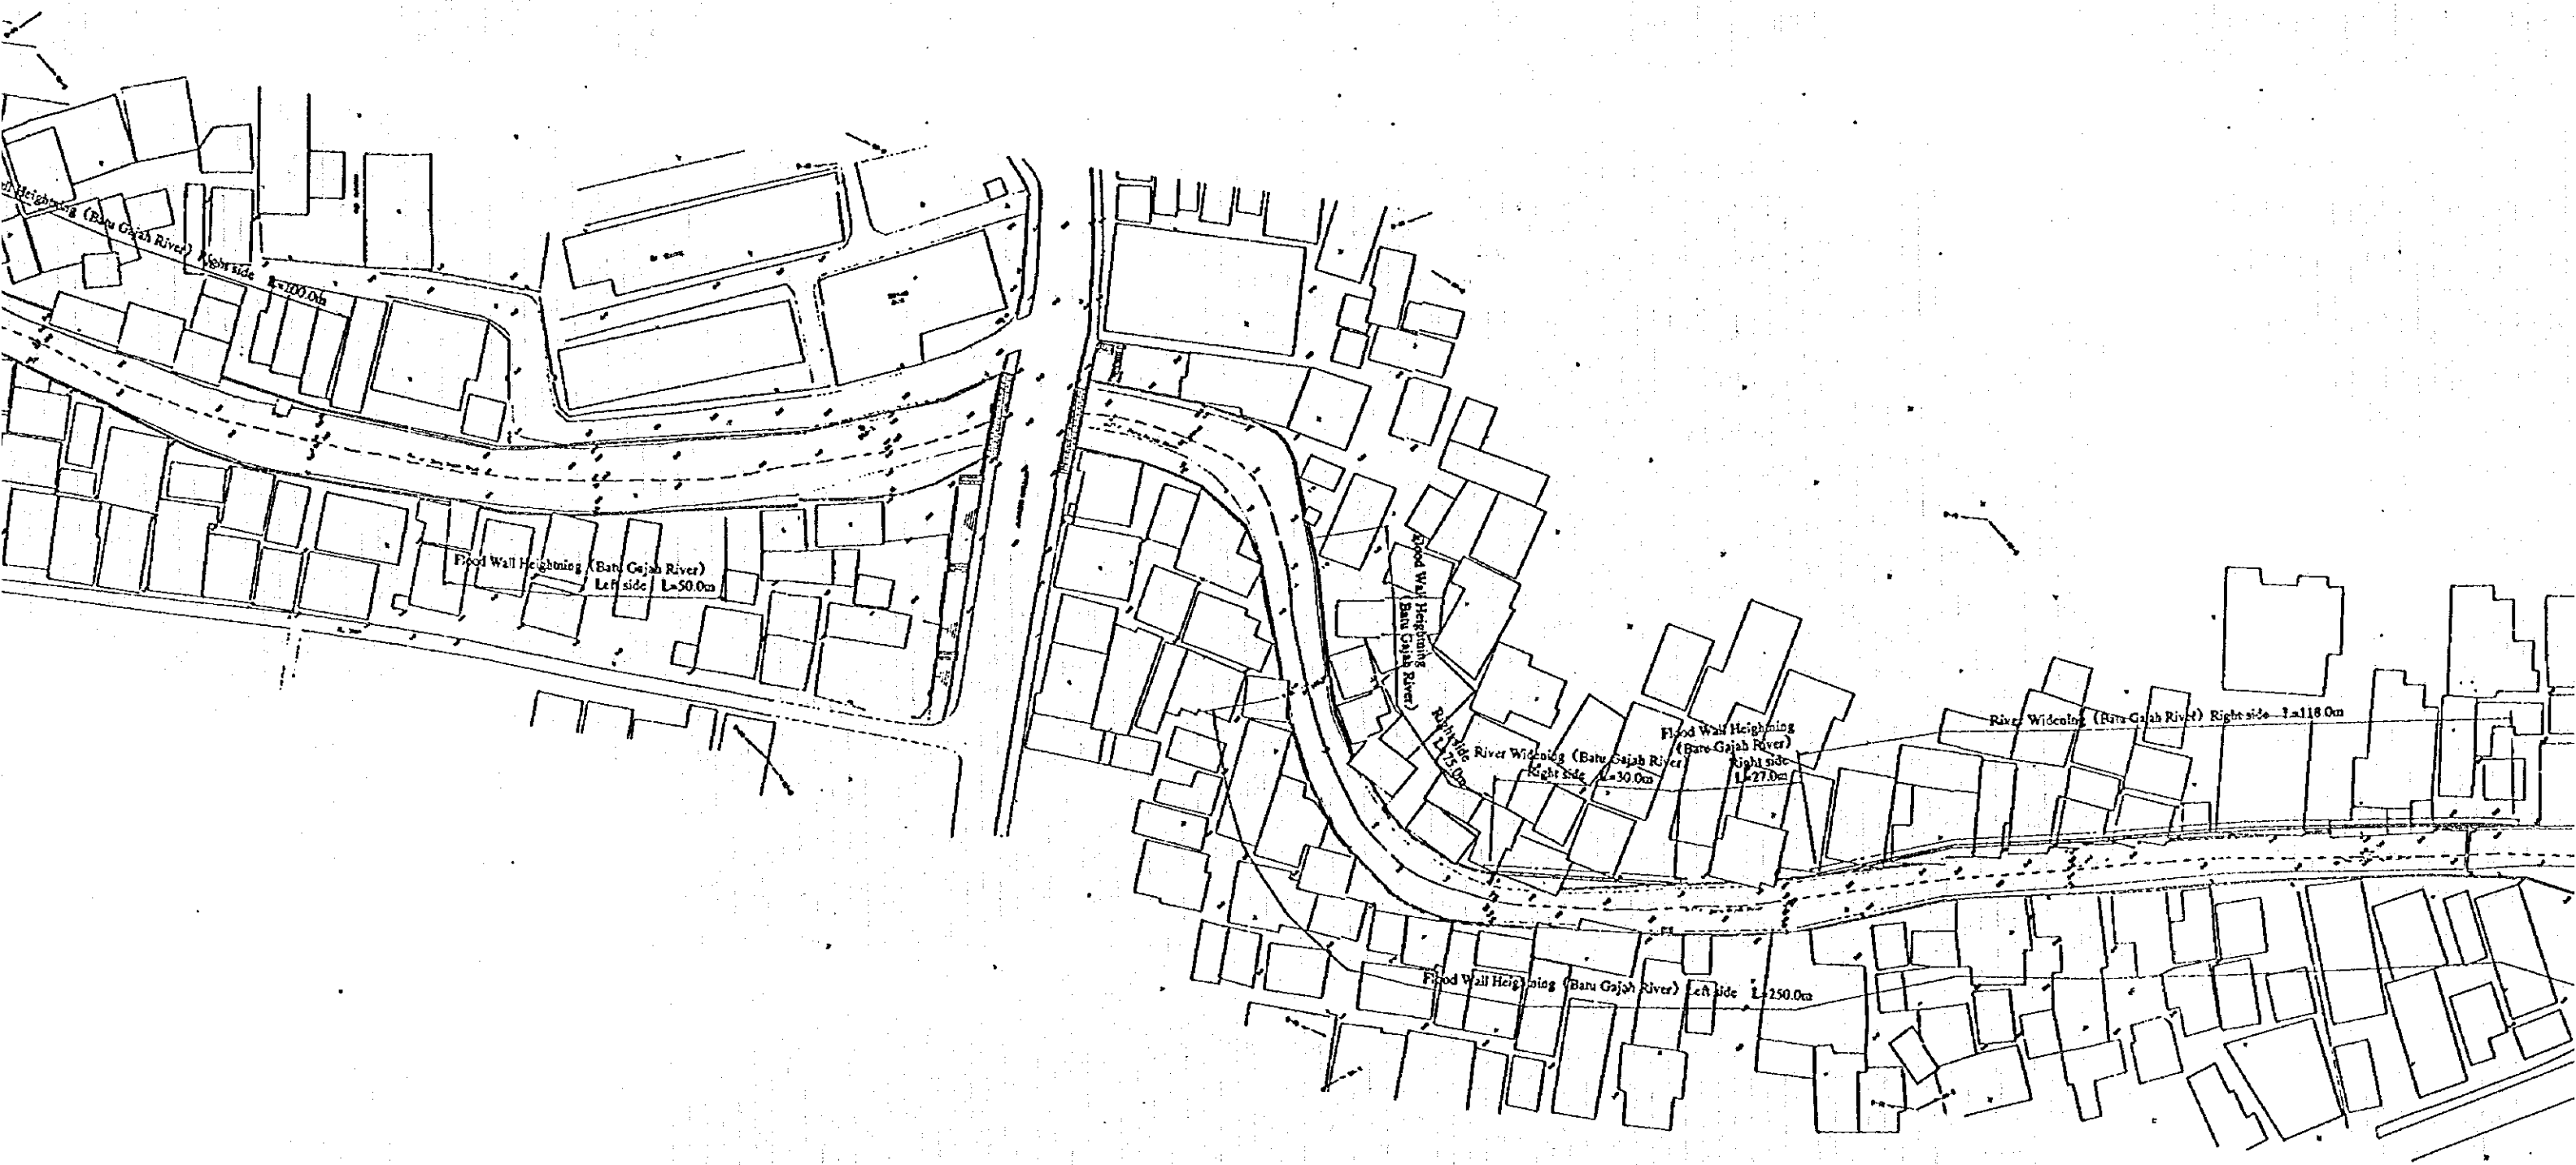 Heightning (Batu Gajah River) Right side
L=100.0m
Flood Wall Heightning (Batu Gajah River)
Left side L=50.0m
Flood Wall Heightning
(Batu Gajah River)
Right side
L=75.0m
River Widening (Batu Gajah River)
Right side L=30.0m
Flood Wall Heightning
(Batu Gajah River)
Right side
L=27.0m
River Widening (Batu Gajah River) Right side L=118.0m
Flood Wall Heightning (Batu Gajah River) Left side L=250.0m